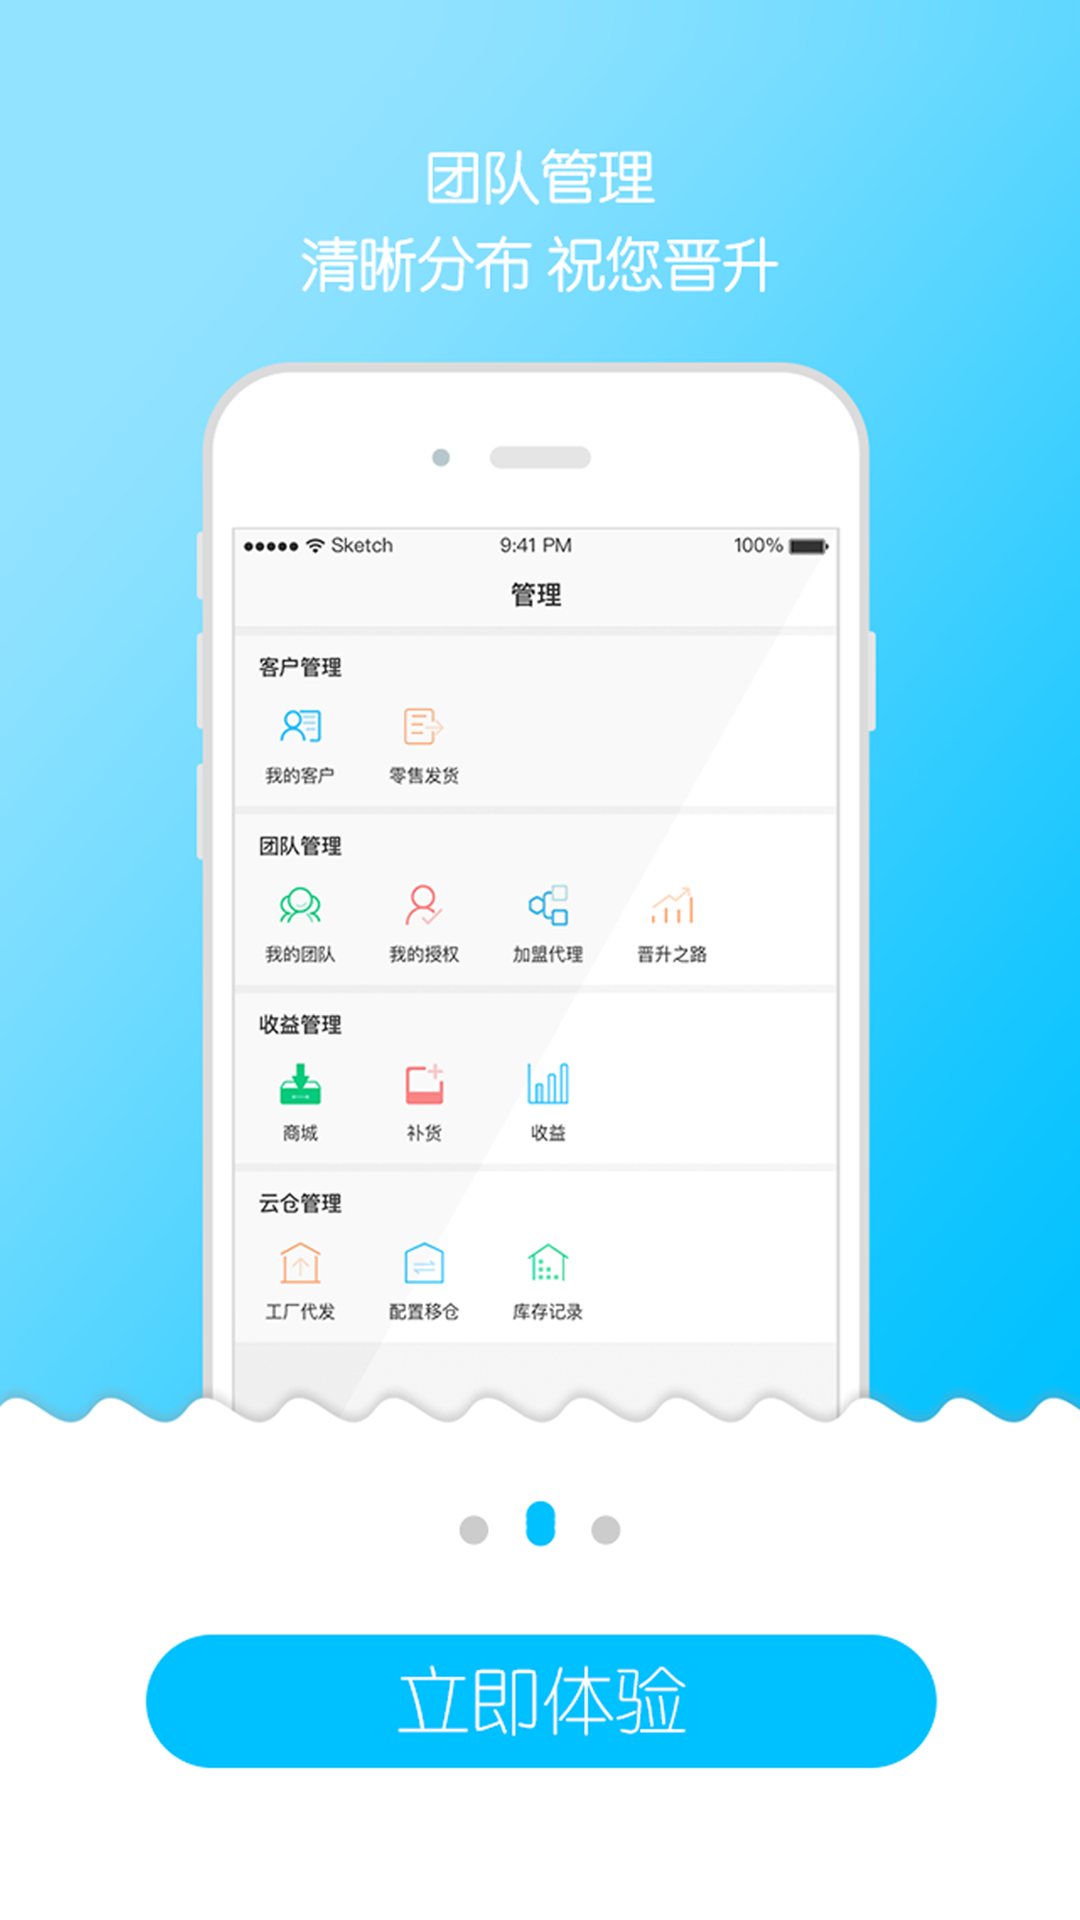 团队管理
清晰分布 祝您晋升
Sketch 9:41 PM 100%
管理
客户管理
我的客户 零售发货
团队管理
我的团队 我的授权 加盟代理 晋升之路
收益管理
商城 补货 收益
云仓管理
工厂代发 配置移仓 库存记录
立即体验